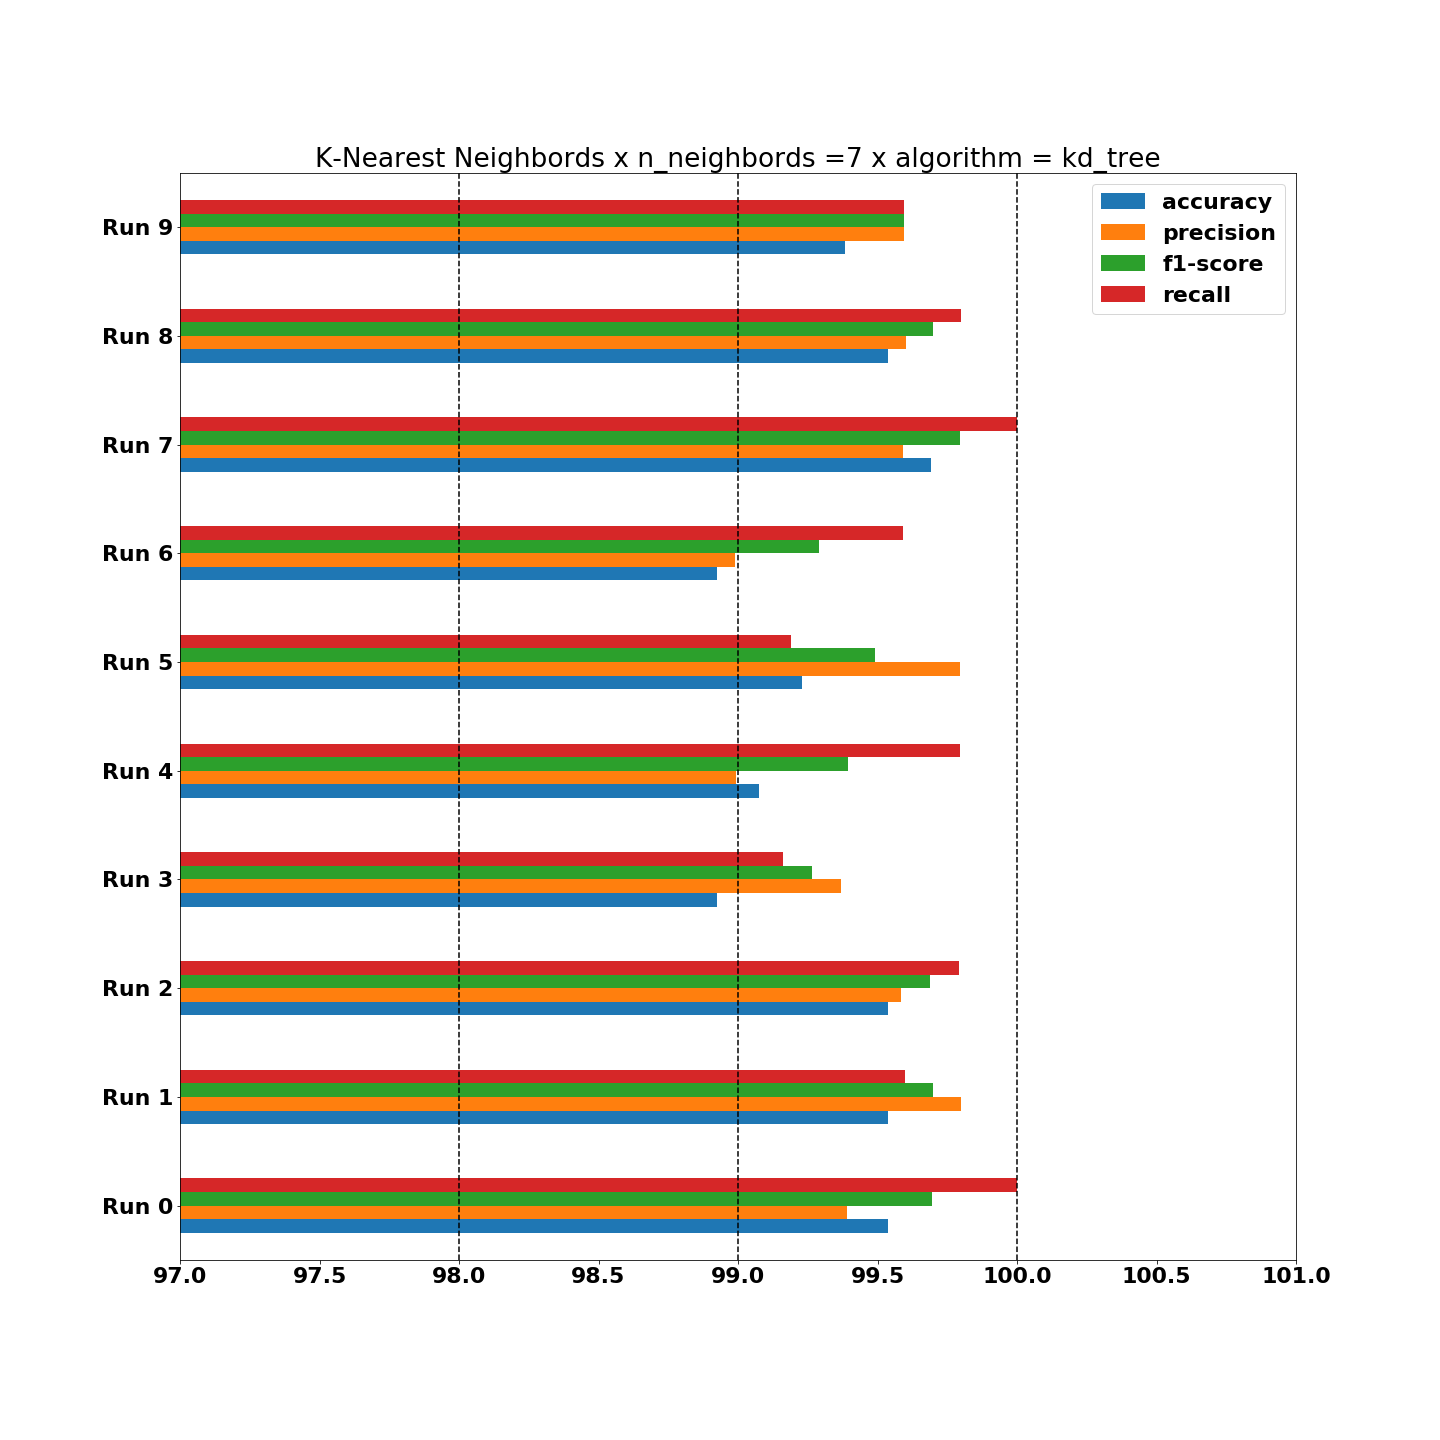 K-Nearest Neighbords x n_neighbords =7 x algorithm = kd_tree
accuracy
precision
f1-score
recall
Run 9
Run 8
Run 7
Run 6
Run 5
Run 4
Run 3
Run 2
Run 1
Run 0
97.0 97.5 98.0 98.5 99.0 99.5 100.0 100.5 101.0